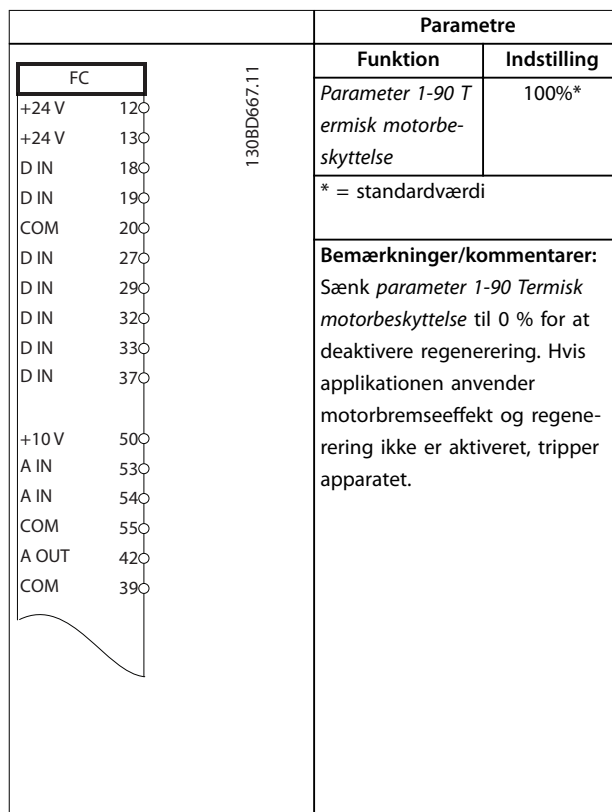 FC
+24 V 12
+24 V 13
D IN 18
D IN 19
COM 20
D IN 27
D IN 29
D IN 32
D IN 33
D IN 37
+10 V 50
A IN 53
A IN 54
COM 55
A OUT 42
COM 39
130BD667.11
Parametre
Funktion Indstilling
Parameter 1-90 T 100%*
ermisk motorbe-
skyttelse
* = standardværdi
Bemærkninger/kommentarer:
Sænk parameter 1-90 Termisk
motorbeskyttelse til 0 % for at
deaktivere regenerering. Hvis
applikationen anvender
motorbremseeffekt og regene-
rering ikke er aktiveret, tripper
apparatet.